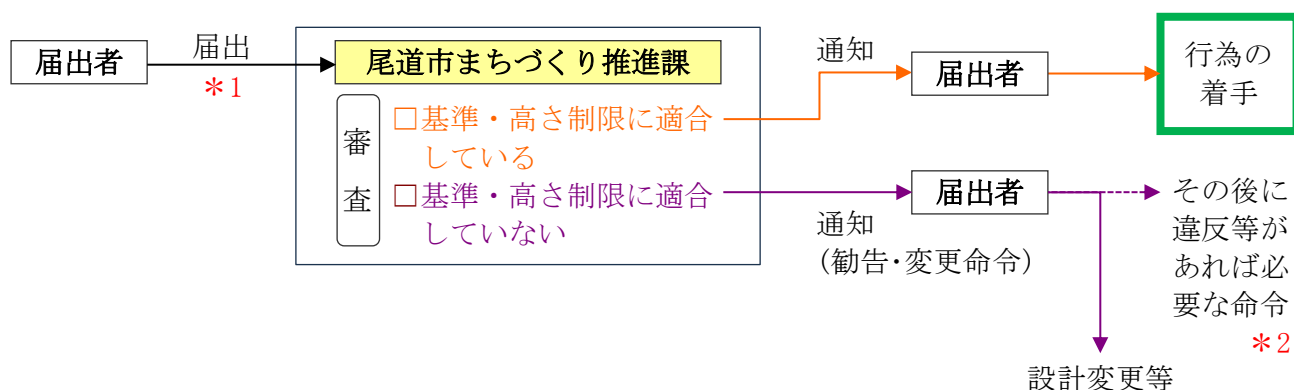 届出者
届出
＊1
尾道市まちづくり推進課
審
査
□基準・高さ制限に適合
している
□基準・高さ制限に適合
していない
通知
届出者
行為の
着手
通知
(勧告・変更命令)
届出者
その後に
違反等が
あれば必
要な命令
＊2
設計変更等